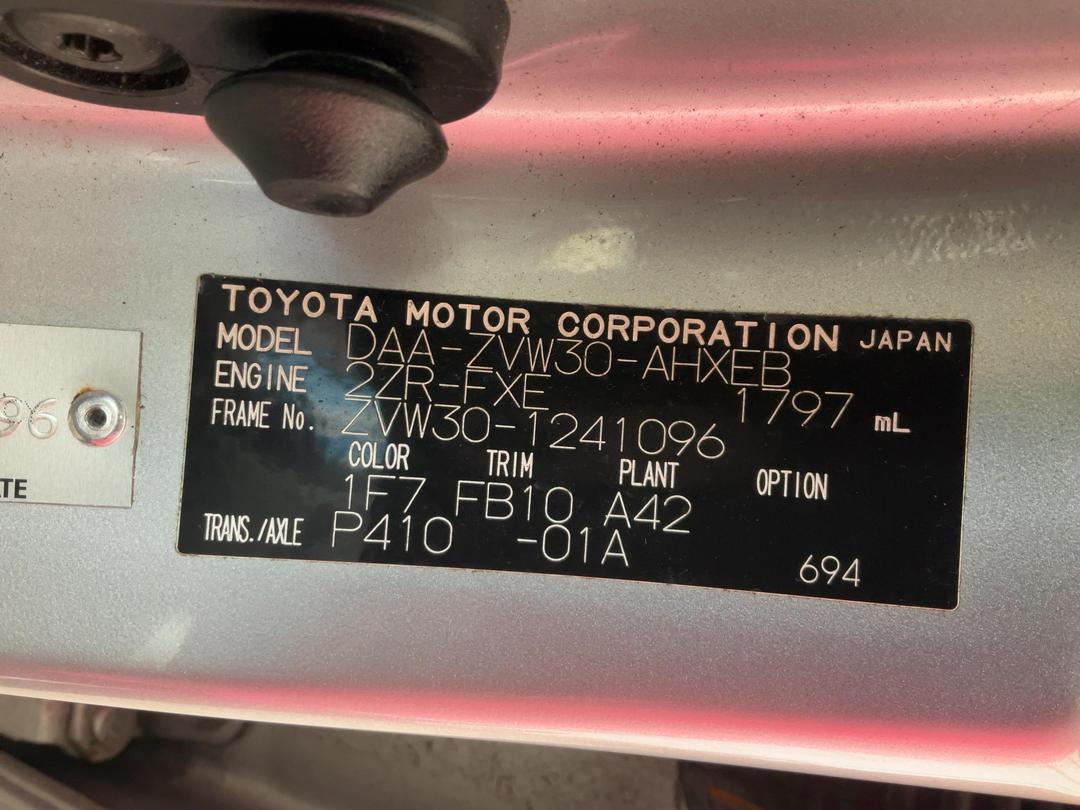 TOYOTA MOTOR CORPORATION JAPAN
MODEL DAA-ZVW30-AHXEB
ENGINE 2ZR-FXE 1797 mL
FRAME No. ZVW30-1241096
COLOR TRIM PLANT OPTION
1F7 FB10 A42
TRANS./AXLE P410 -01A
694
96
TE